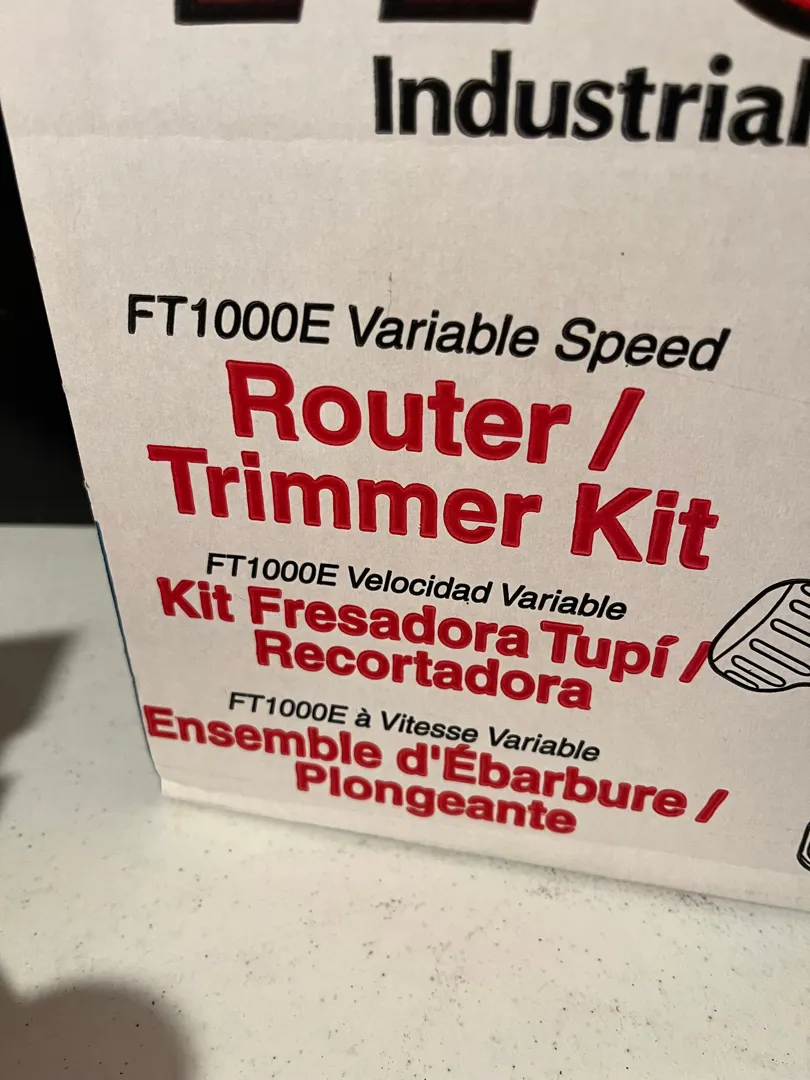 Industrial
FT1000E Variable Speed
Router /
Trimmer Kit
FT1000E Velocidad Variable
Kit Fresadora Tupí /
Recortadora
FT1000E à Vitesse Variable
Ensemble d'Ébarbure /
Plongeante